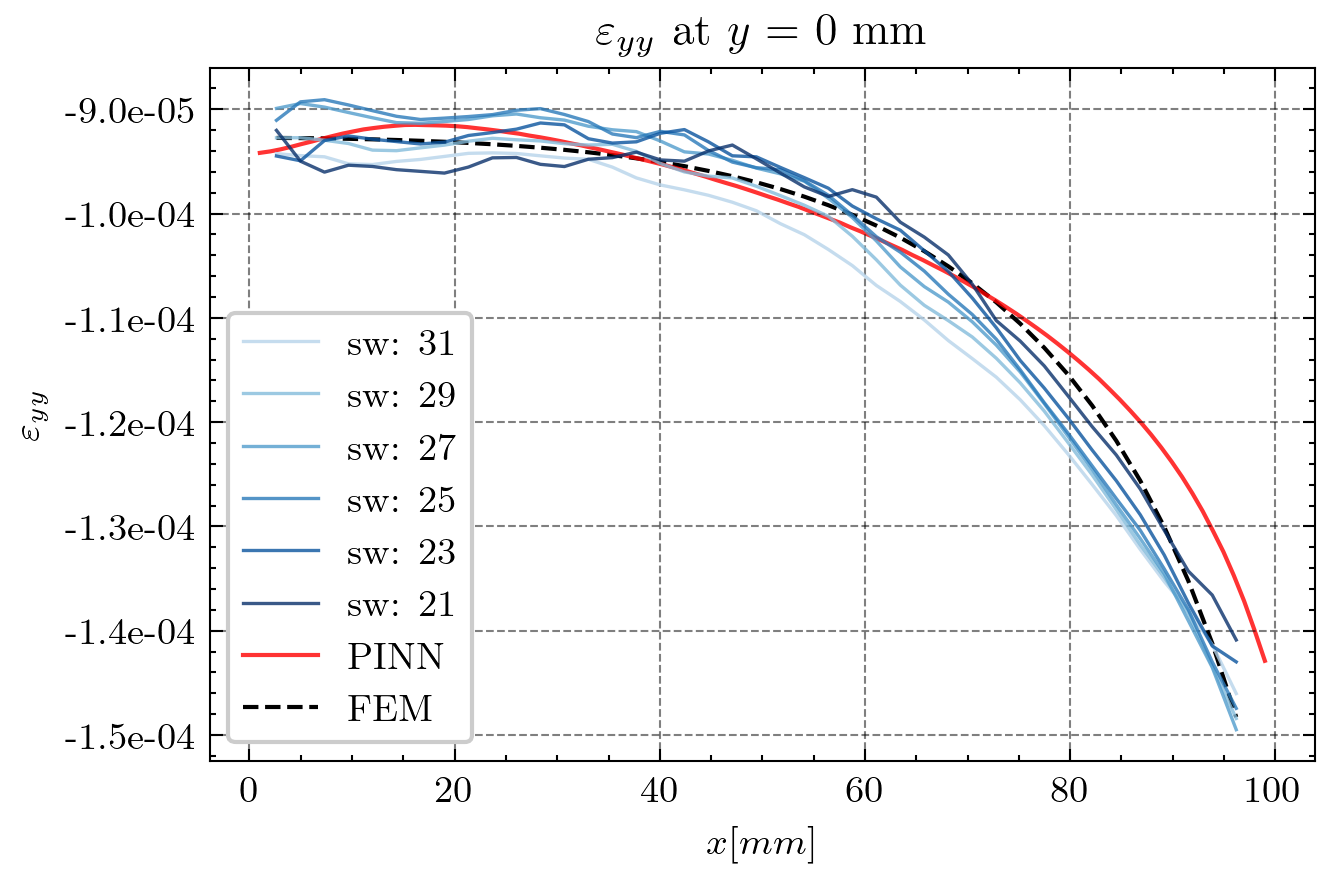 εyy at y = 0 mm
εyy
-9.0e-05
-1.0e-04
-1.1e-04
-1.2e-04
-1.3e-04
-1.4e-04
-1.5e-04
sw: 31
sw: 29
sw: 27
sw: 25
sw: 23
sw: 21
PINN
FEM
0 20 40 60 80 100
x[mm]